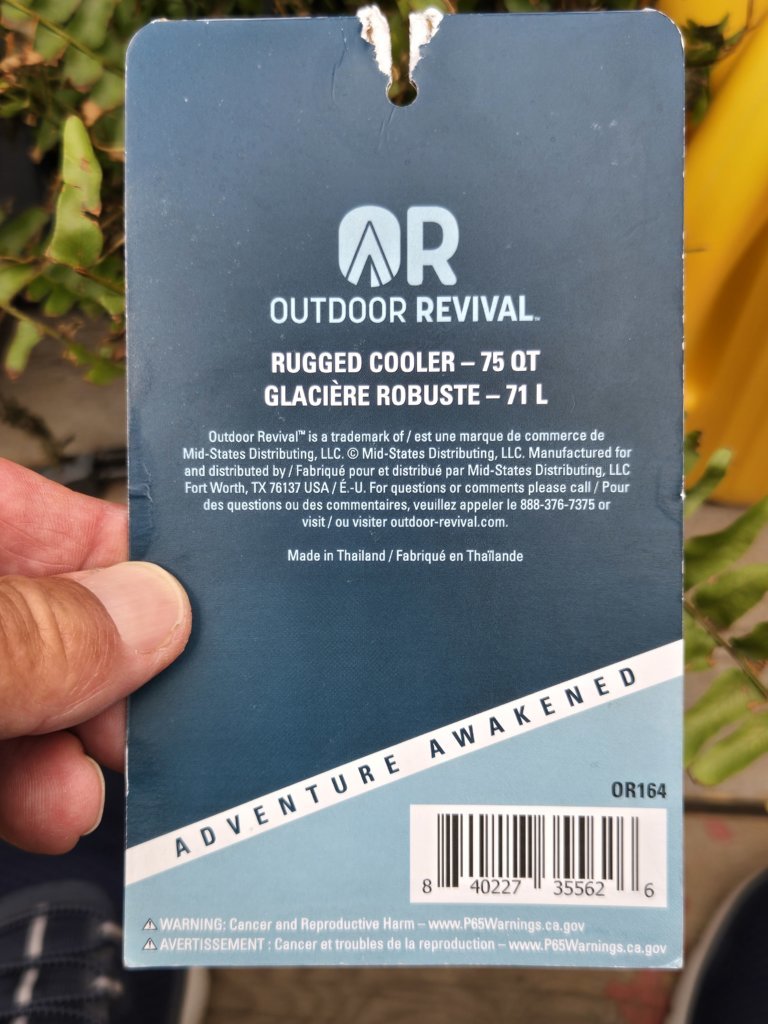 OR
OUTDOOR REVIVAL™
RUGGED COOLER – 75 QT
GLACIÈRE ROBUSTE – 71 L
Outdoor Revival™ is a trademark of / est une marque de commerce de
Mid-States Distributing, LLC. © Mid-States Distributing, LLC. Manufactured for
and distributed by / Fabriqué pour et distribué par Mid-States Distributing, LLC
Fort Worth, TX 76137 USA / É.-U. For questions or comments please call / Pour
des questions ou des commentaires, veuillez appeler le 888-376-7375 or
visit / ou visiter outdoor-revival.com.
Made in Thailand / Fabriqué en Thaïlande
ADVENTURE AWAKENED
OR164
8 40227 35562 6
⚠ WARNING: Cancer and Reproductive Harm – www.P65Warnings.ca.gov
⚠ AVERTISSEMENT : Cancer et troubles de la reproduction – www.P65Warnings.ca.gov